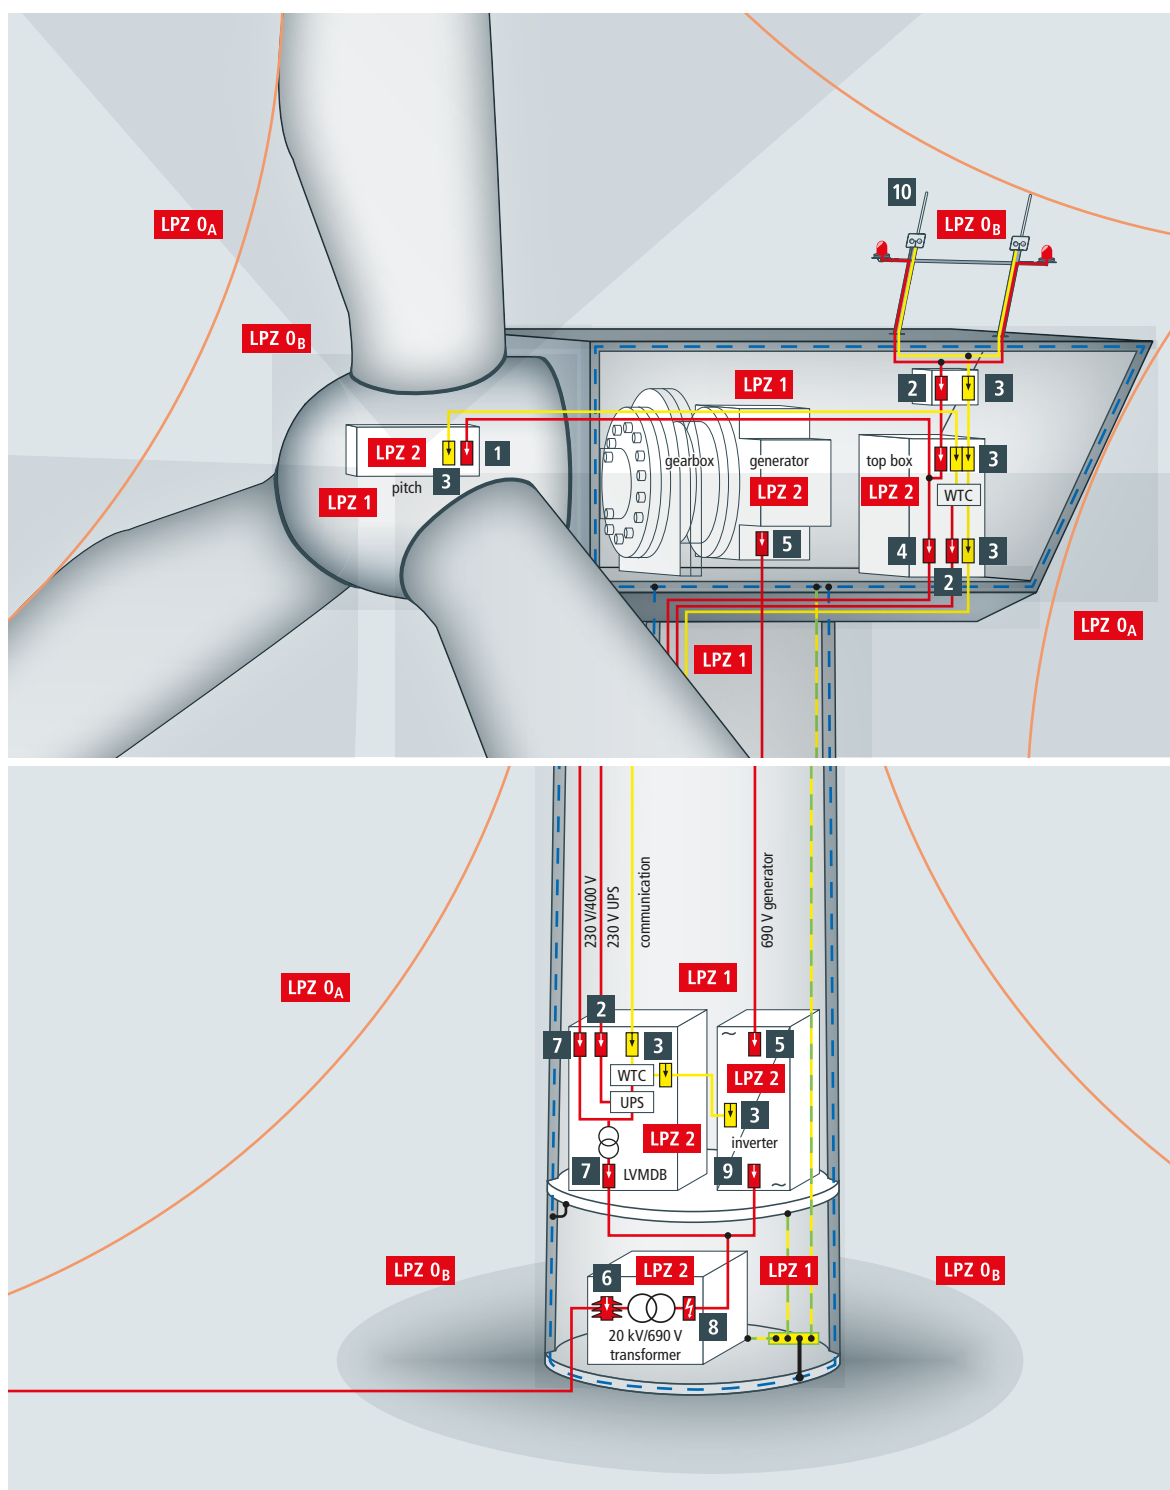 10
LPZ 0A
LPZ 0B
LPZ 0B
LPZ 1
2
3
LPZ 2
1
3
pitch
LPZ 1
gearbox
generator
LPZ 2
5
top box
LPZ 2
3
WTC
4
3
2
LPZ 0A
LPZ 1
230 V/400 V
230 V UPS
communication
690 V generator
LPZ 0A
LPZ 1
2
7
3
5
WTC
LPZ 2
UPS
3
LPZ 2
inverter
7
LVMDB
9
~
~
LPZ 0B
6
LPZ 2
LPZ 1
LPZ 0B
8
20 kV/690 V
transformer